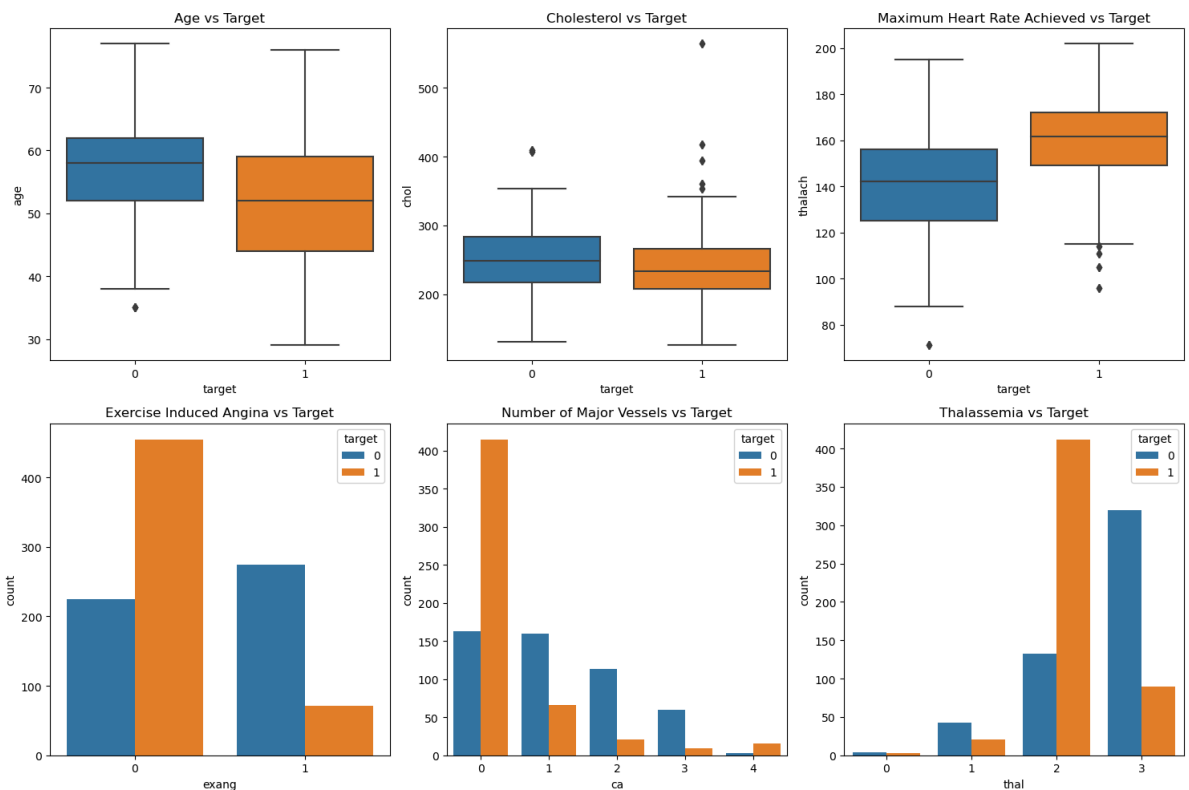 Age vs Target
age
70
60
50
40
30
0
1
target
Cholesterol vs Target
chol
500
400
300
200
0
1
target
Maximum Heart Rate Achieved vs Target
thalach
200
180
160
140
120
100
80
0
1
target
Exercise Induced Angina vs Target
target
0
1
count
400
300
200
100
0
0
1
exang
Number of Major Vessels vs Target
target
0
1
count
400
350
300
250
200
150
100
50
0
0
1
2
3
4
ca
Thalassemia vs Target
target
0
1
count
400
350
300
250
200
150
100
50
0
0
1
2
3
thal